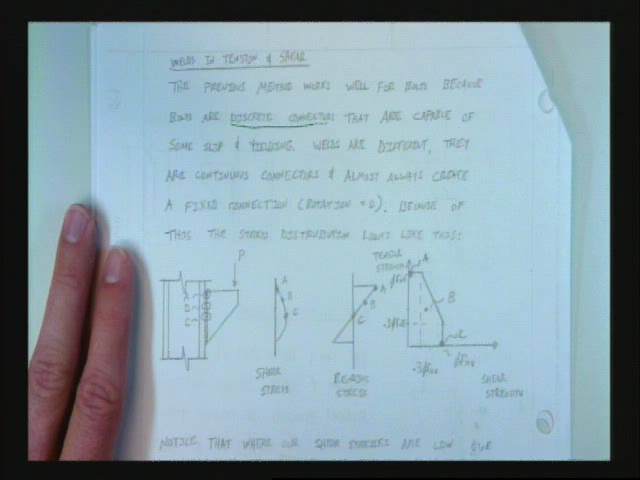 WELDS IN TENSION & SHEAR
THE PREVIOUS METHOD WORKS WELL FOR BOLTS BECAUSE
BOLTS ARE DISCRETE CONNECTORS THAT ARE CAPABLE OF
SOME SLIP & YIELDING. WELDS ARE DIFFERENT, THEY
ARE CONTINUOUS CONNECTORS & ALMOST ALWAYS CREATE
A FIXED CONNECTION (ROTATION = 0). BECAUSE OF
THIS THE STRESS DISTRIBUTION LOOKS LIKE THIS:
P
A
B
C
A
B
C
SHEAR
STRESS
A
B
C
BENDING
STRESS
TENSILE
STRENGTH
A
B
C
SHEAR
STRENGTH
NOTICE THAT WHERE OUR SHEAR STRESSES ARE LOW OUR